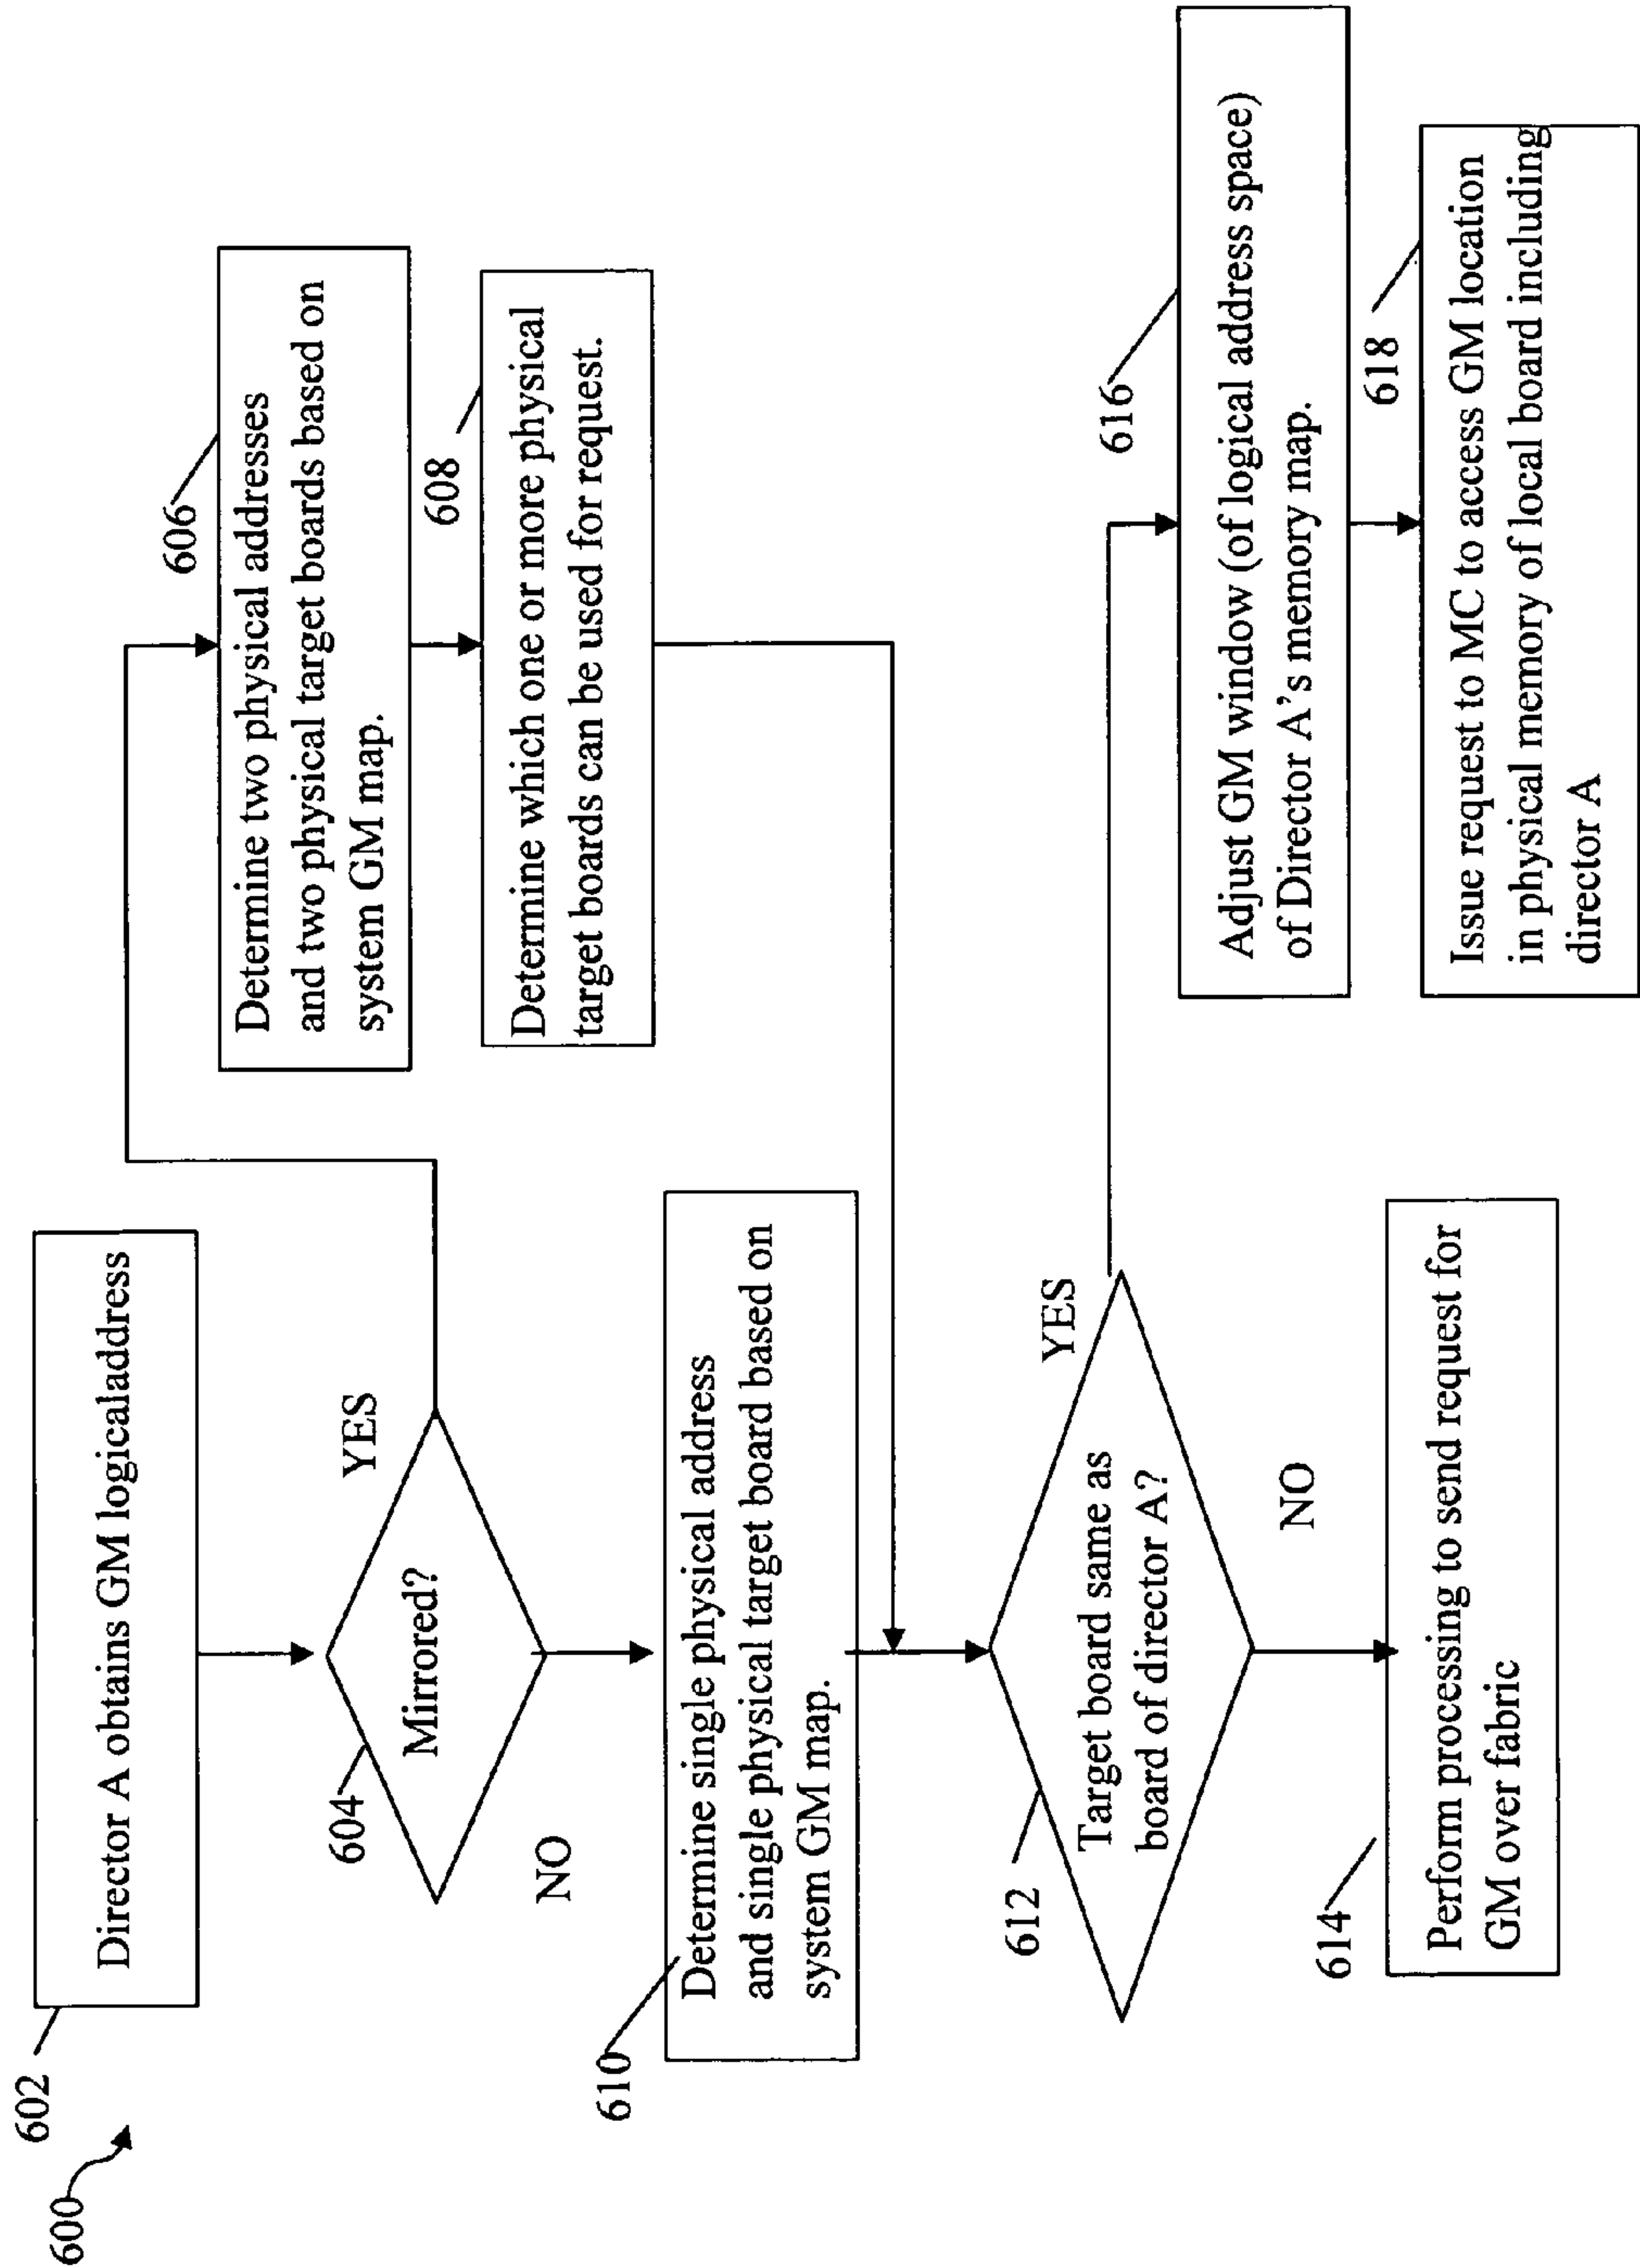 600
602
Director A obtains GM logicaladdress
604
Mirrored?
YES
NO
606
Determine two physical addresses
and two physical target boards based on
system GM map.
608
Determine which one or more physical
target boards can be used for request.
610
Determine single physical address
and single physical target board based on
system GM map.
612
Target board same as
board of director A?
YES
NO
614
Perform processing to send request for
GM over fabric
616
Adjust GM window (of logical address space)
of Director A's memory map.
618
Issue request to MC to access GM location
in physical memory of local board including
director A